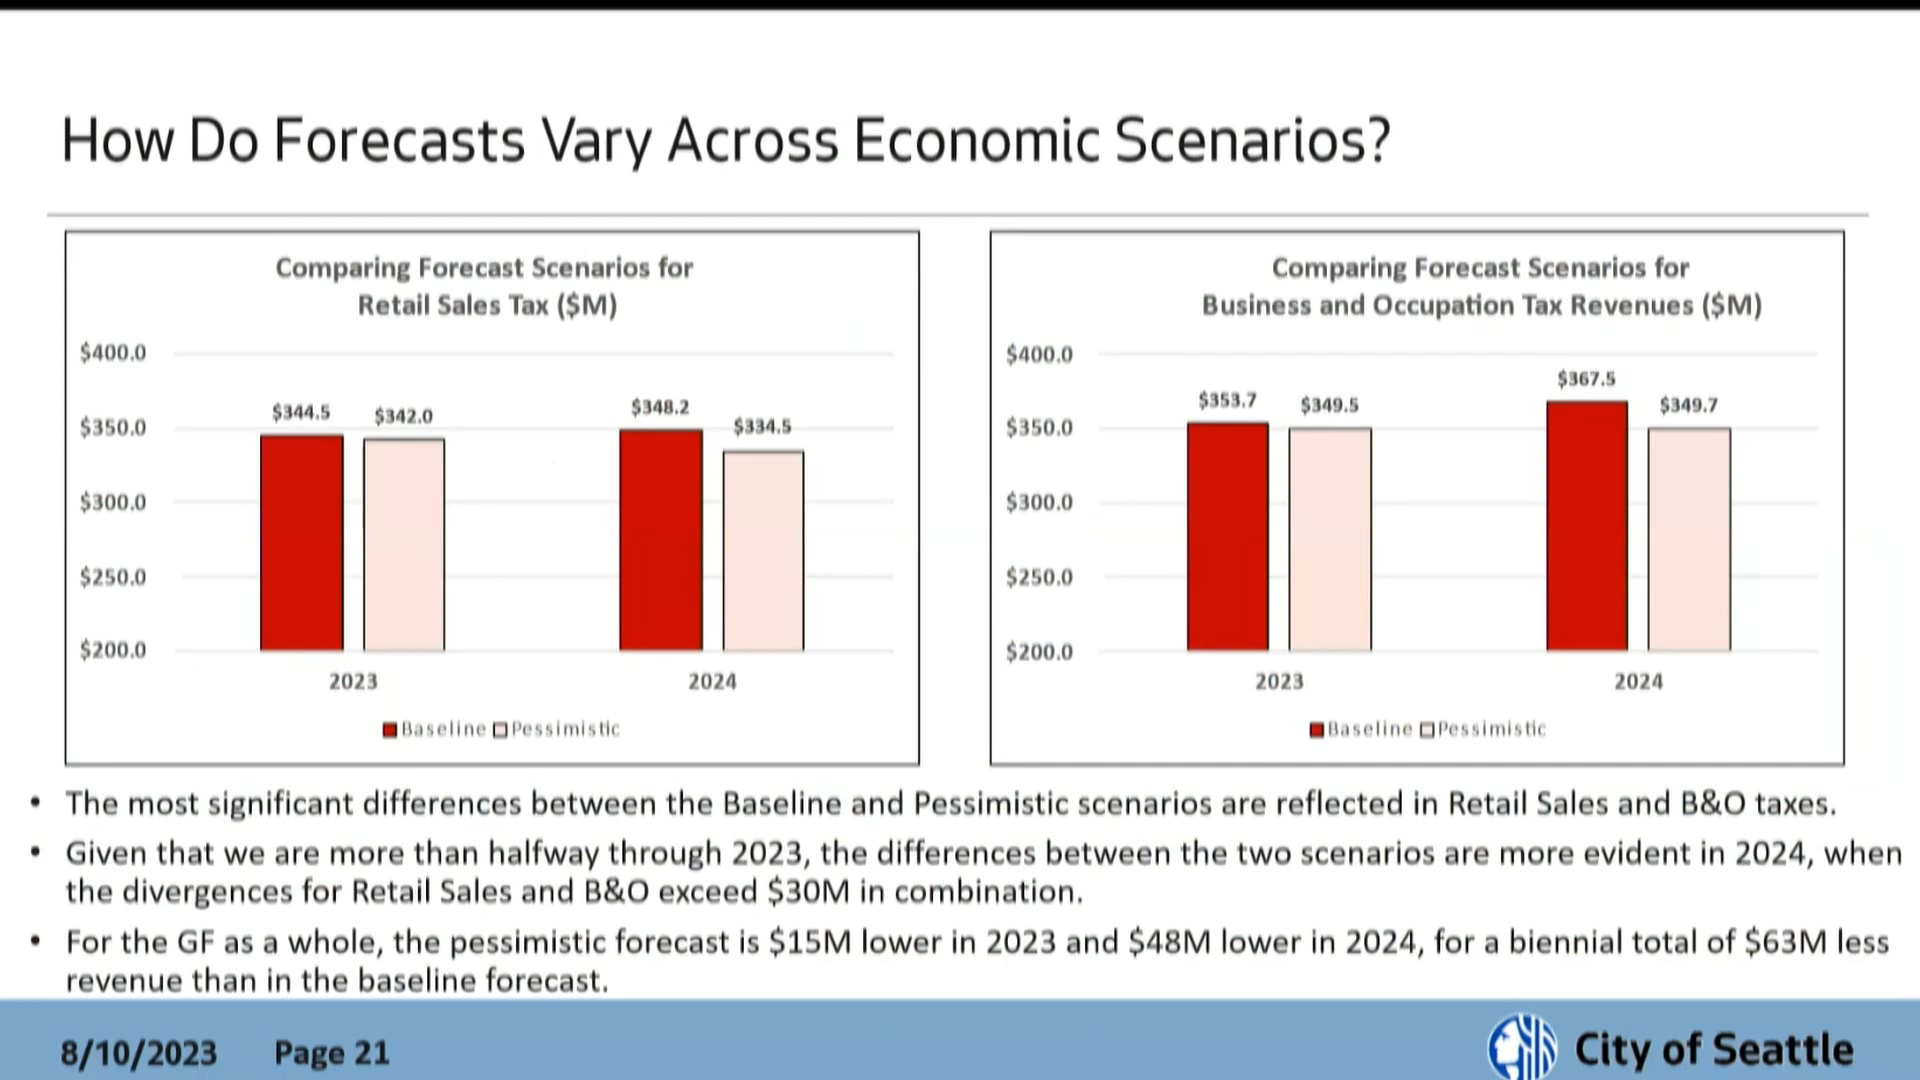 How Do Forecasts Vary Across Economic Scenarios?
Comparing Forecast Scenarios for
Retail Sales Tax ($M)
$400.0
$350.0
$300.0
$250.0
$200.0
$344.5
$342.0
$348.2
$334.5
2023
2024
Baseline
Pessimistic
Comparing Forecast Scenarios for
Business and Occupation Tax Revenues ($M)
$400.0
$350.0
$300.0
$250.0
$200.0
$353.7
$349.5
$367.5
$349.7
2023
2024
Baseline
Pessimistic
• The most significant differences between the Baseline and Pessimistic scenarios are reflected in Retail Sales and B&O taxes.
• Given that we are more than halfway through 2023, the differences between the two scenarios are more evident in 2024, when
the divergences for Retail Sales and B&O exceed $30M in combination.
• For the GF as a whole, the pessimistic forecast is $15M lower in 2023 and $48M lower in 2024, for a biennial total of $63M less
revenue than in the baseline forecast.
8/10/2023
Page 21
City of Seattle